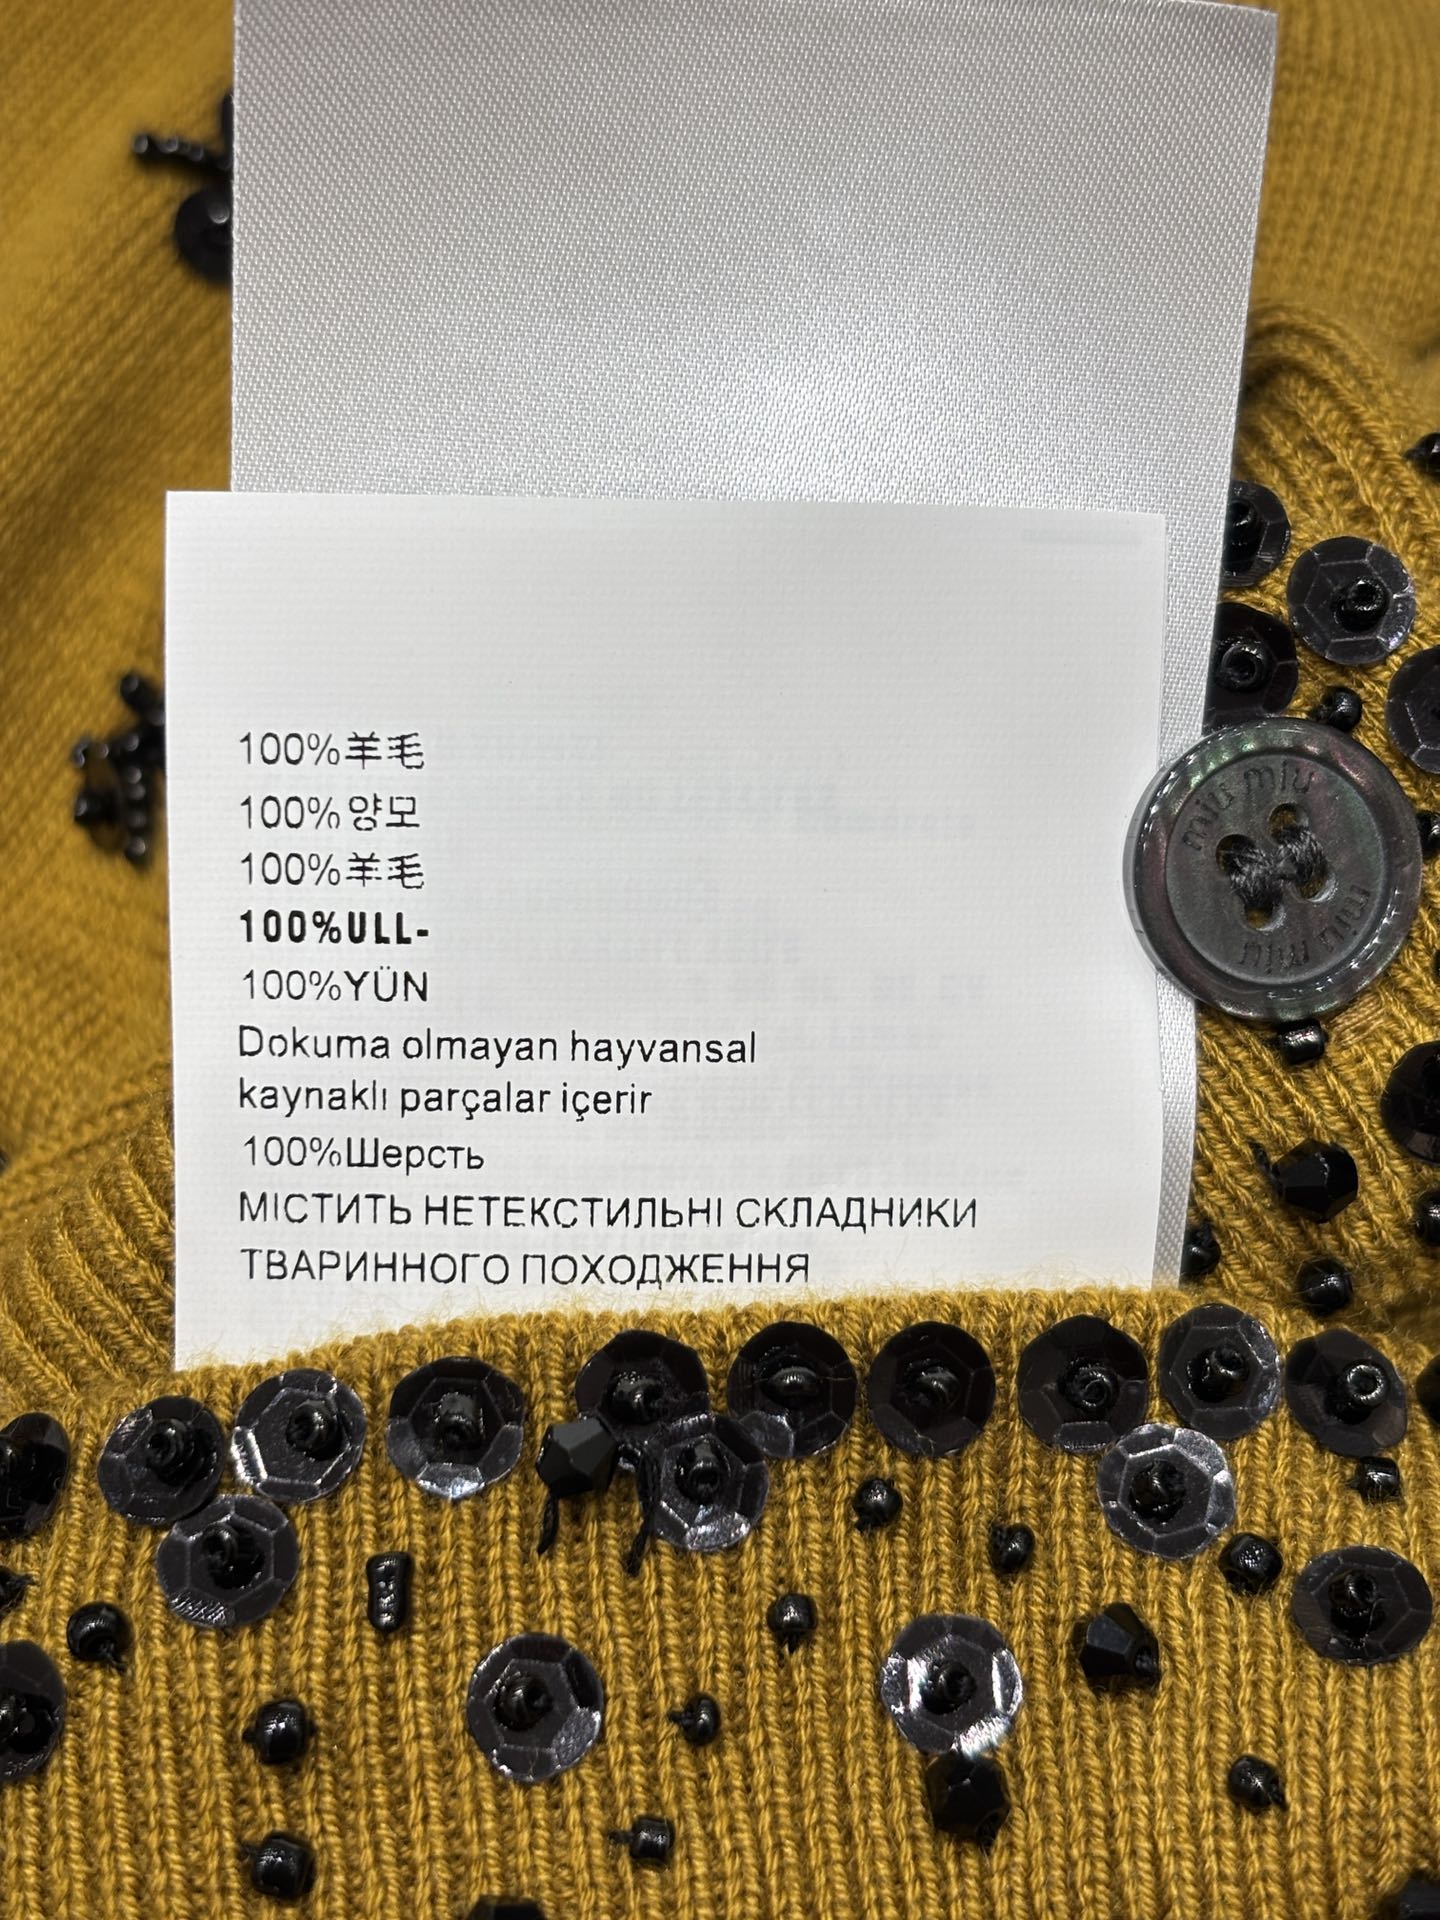 100%羊毛
100%양모
100%羊毛
100%ULL-
100%YÜN
Dokuma olmayan hayvansal
kaynaklı parçalar içerir
100%Шерсть
МІСТИТЬ НЕТЕКСТИЛЬНІ СКЛАДНИКИ
ТВАРИННОГО ПОХОДЖЕННЯ
miu miu
miu miu